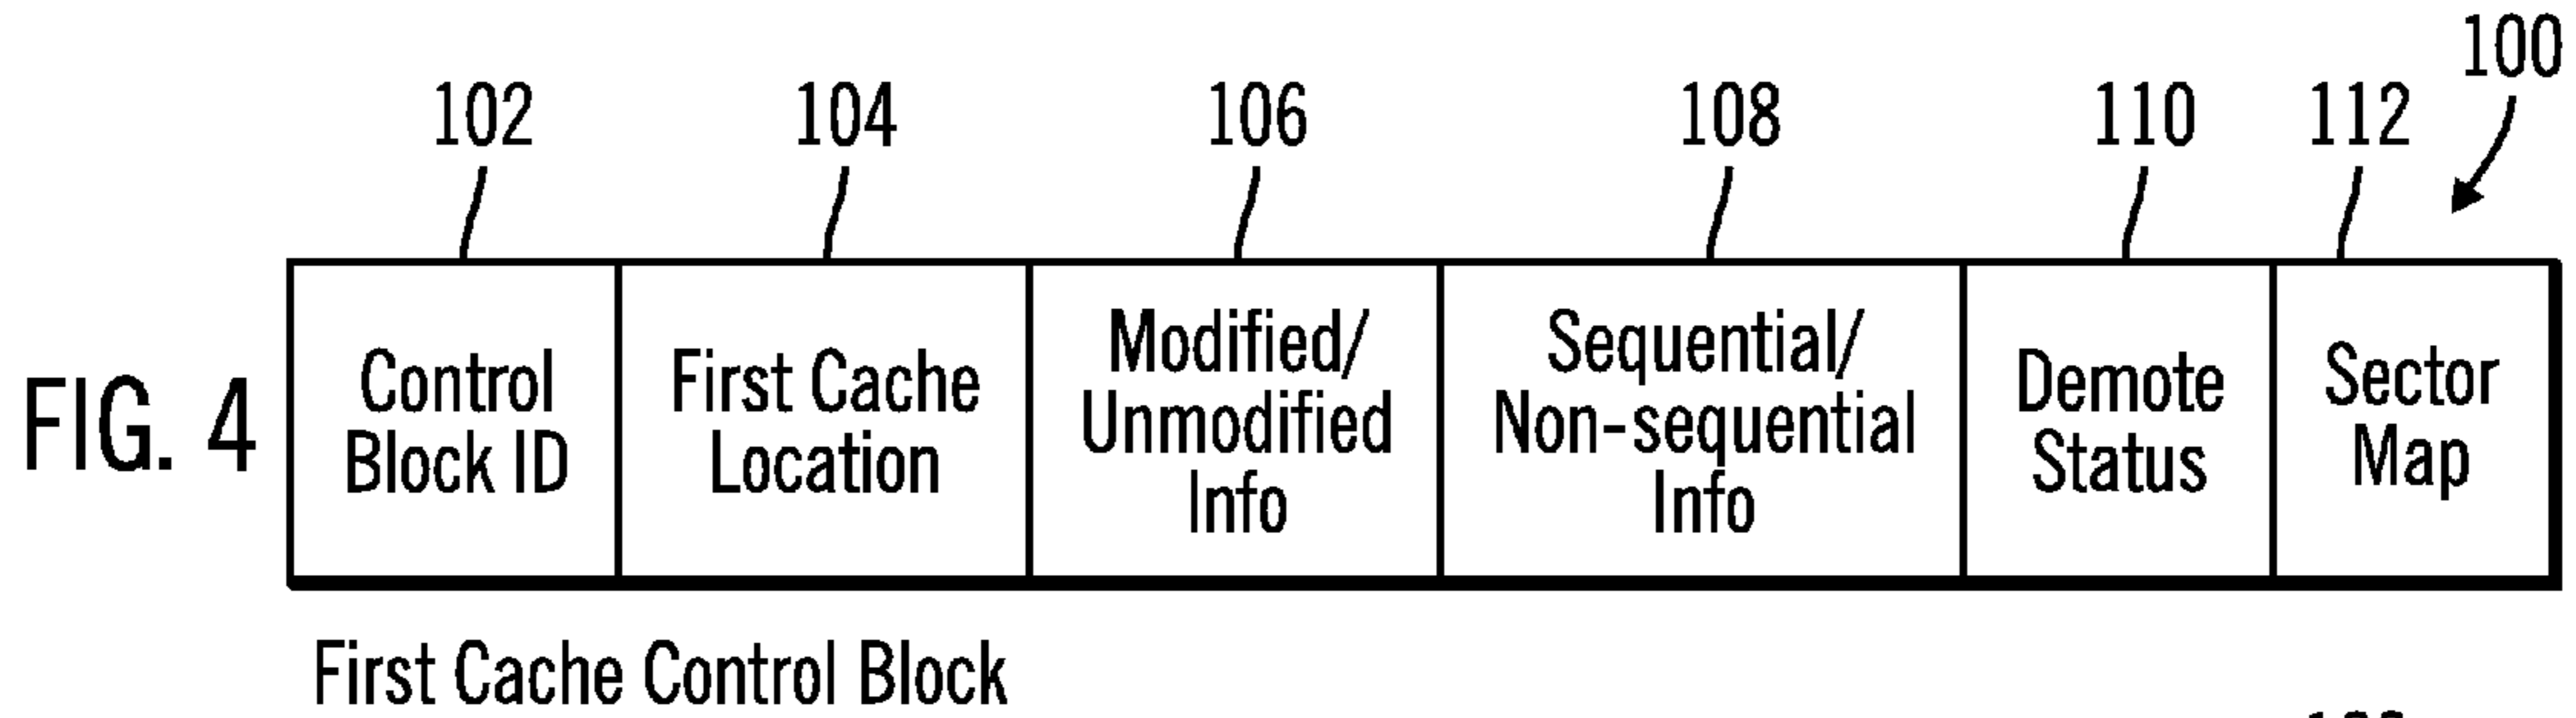 100
102 104 106 108 110 112
FIG. 4
Control
Block ID
First Cache
Location
Modified/
Unmodified
Info
Sequential/
Non-sequential
Info
Demote
Status
Sector
Map
First Cache Control Block